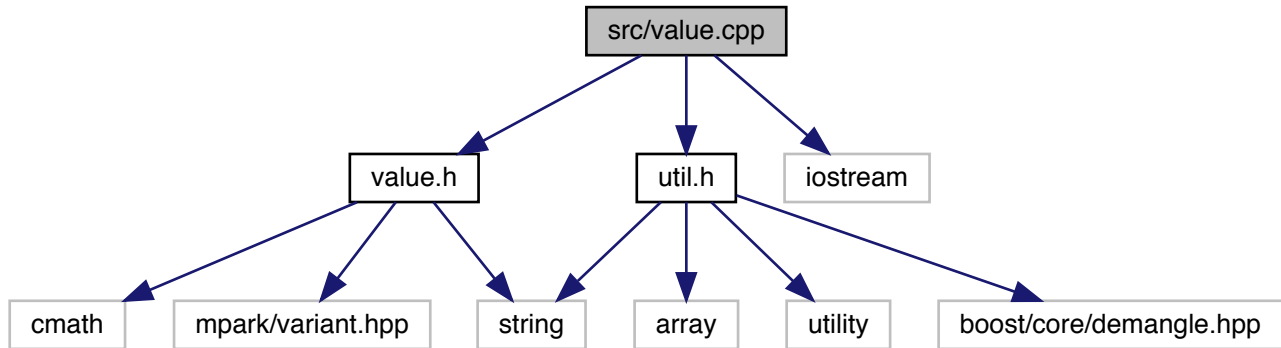 src/value.cpp
value.h
util.h
iostream
cmath
mpark/variant.hpp
string
array
utility
boost/core/demangle.hpp